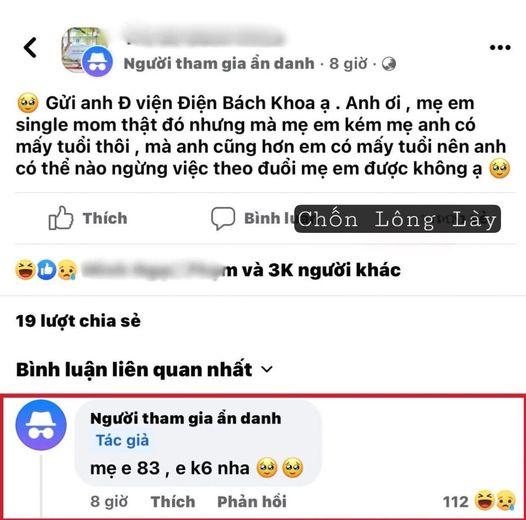 Người tham gia ẩn danh · 8 giờ ·
🥹 Gửi anh Đ viện Điện Bách Khoa ạ . Anh ơi , mẹ em
single mom thật đó nhưng mà mẹ em kém mẹ anh có
mấy tuổi thôi , mà anh cũng hơn em có mấy tuổi nên anh
có thể nào ngừng việc theo đuổi mẹ em được không ạ 🥹
Thích Bình Chốn Lông Lày
và 3K người khác
19 lượt chia sẻ
Bình luận liên quan nhất
Người tham gia ẩn danh
Tác giả
mẹ e 83 , e k6 nha 🥹🥹
8 giờ Thích Phản hồi 112